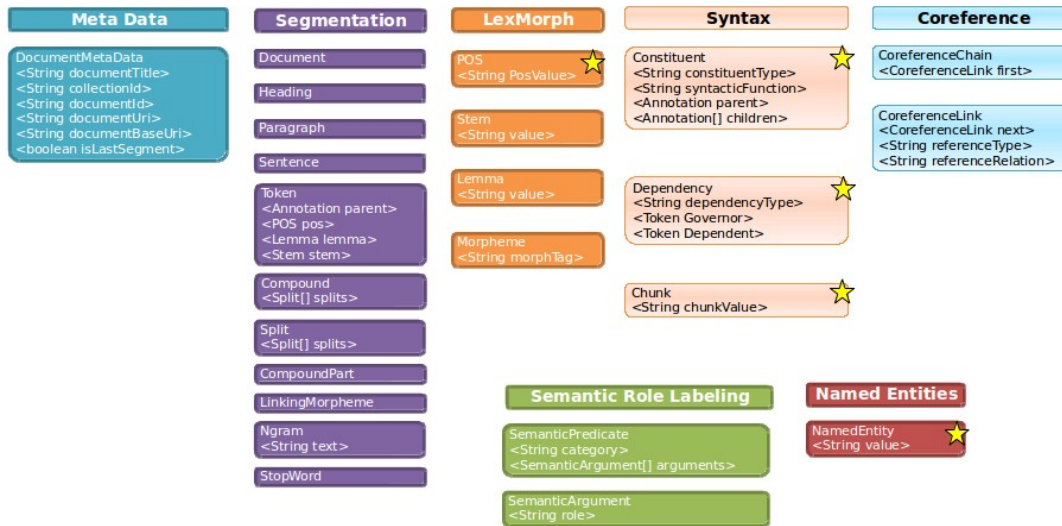 Meta Data
DocumentMetaData
<String documentTitle>
<String collectionId>
<String documentId>
<String documentUri>
<String documentBaseUri>
<boolean isLastSegment>
Segmentation
Document
Heading
Paragraph
Sentence
Token
<Annotation parent>
<POS pos>
<Lemma lemma>
<Stem stem>
Compound
<Split[] splits>
Split
<Split[] splits>
CompoundPart
LinkingMorpheme
Ngram
<String text>
StopWord
LexMorph
POS
<String PosValue>
Stem
<String value>
Lemma
<String value>
Morpheme
<String morphTag>
Syntax
Constituent
<String constituentType>
<String syntacticFunction>
<Annotation parent>
<Annotation[] children>
Dependency
<String dependencyType>
<Token Governor>
<Token Dependent>
Chunk
<String chunkValue>
Coreference
CoreferenceChain
<CoreferenceLink first>
CoreferenceLink
<CoreferenceLink next>
<String referenceType>
<String referenceRelation>
Semantic Role Labeling
SemanticPredicate
<String category>
<SemanticArgument[] arguments>
SemanticArgument
<String role>
Named Entities
NamedEntity
<String value>